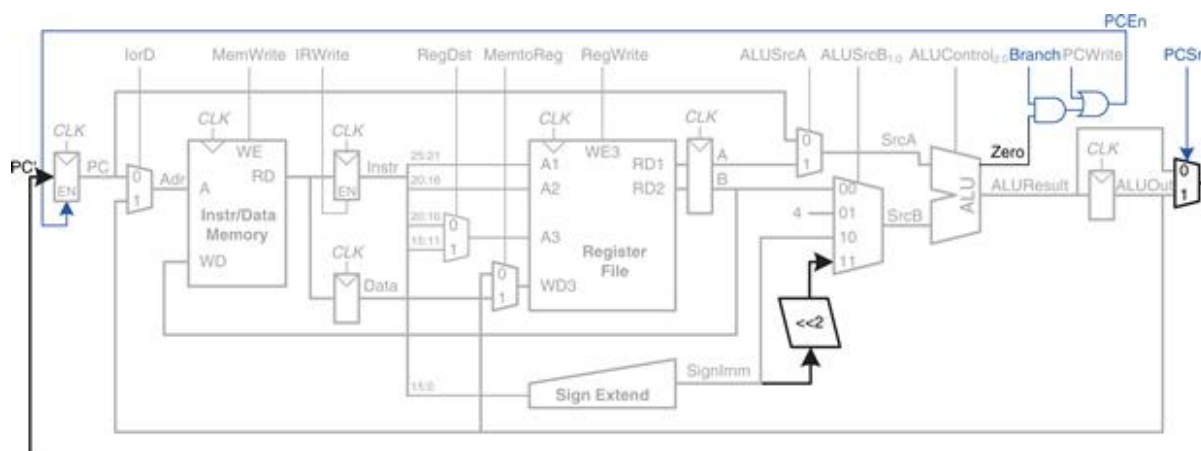 PCEn
IorD MemWrite IRWrite RegDst MemtoReg RegWrite ALUSrcA ALUSrcB1:0 ALUControl2:0 Branch PCWrite PCSr
CLK CLK CLK CLK CLK CLK CLK CLK
PC' PC EN 0 1 Adr
WE RD A Instr/Data Memory WD
EN Instr
Data
25:21
20:16
20:16
15:11
15:0
0 1
0 1
WE3 A1 RD1 A2 RD2 A3 WD3
Register
File
A
B
0 1
SrcA
4
00
01
10
11
SrcB
ALU
Zero
ALUResult
ALUOut
0
1
<<2
SignImm
Sign Extend